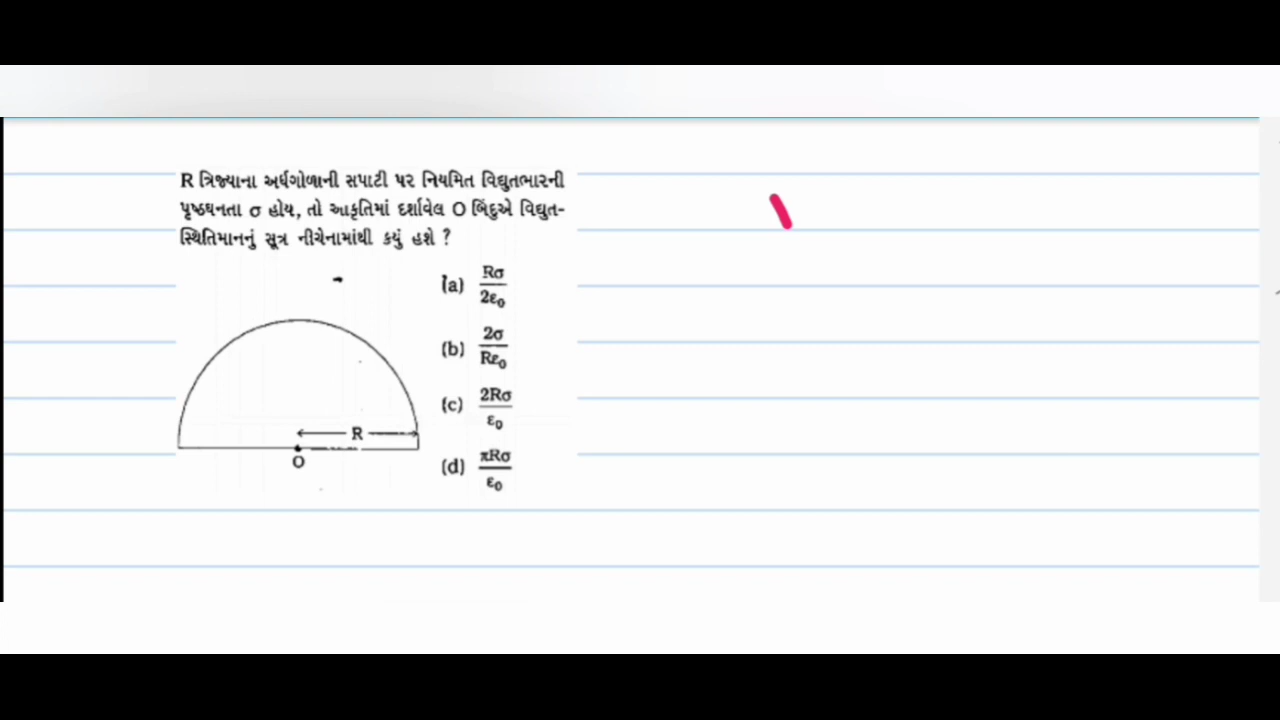 R ત્રિજ્યાના અર્ધગોળાની સપાટી પર નિયમિત વિદ્યુતભારની
પૃષ્ઠઘનતા σ હોય, તો આકૃતિમાં દર્શાવેલ O બિંદુએ વિદ્યુત-
સ્થિતિમાનનું સૂત્ર નીચેનામાંથી કયું હશે ?
(a) Rσ / 2ε₀
(b) 2σ / Rε₀
(c) 2Rσ / ε₀
(d) πRσ / ε₀
R
O